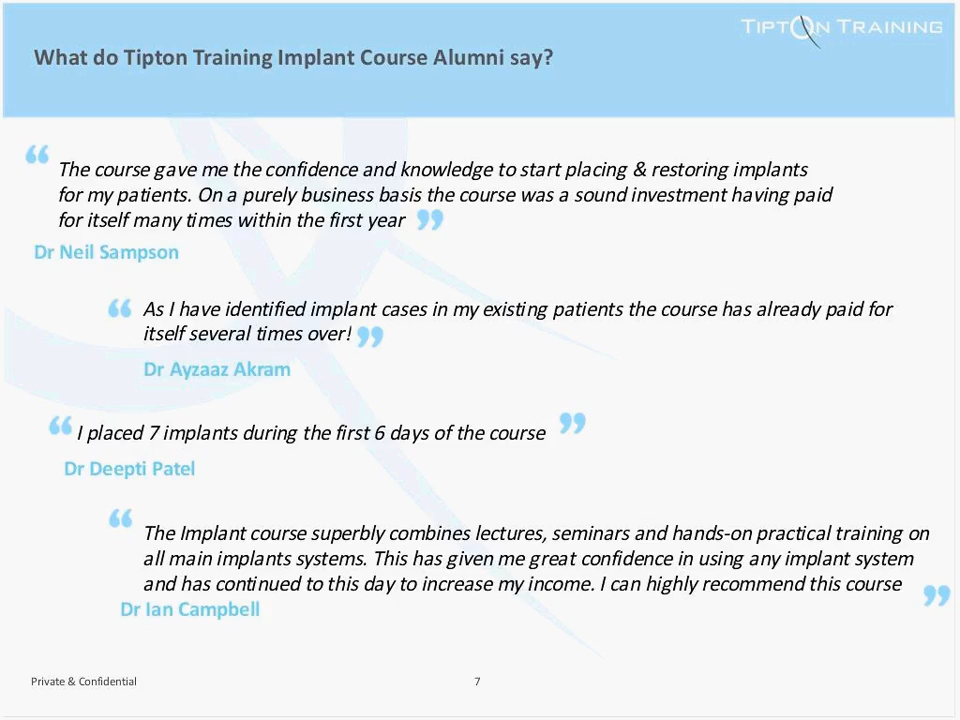 TIPTON TRAINING
What do Tipton Training Implant Course Alumni say?
“ The course gave me the confidence and knowledge to start placing & restoring implants
for my patients. On a purely business basis the course was a sound investment having paid
for itself many times within the first year ”
Dr Neil Sampson
“ As I have identified implant cases in my existing patients the course has already paid for
itself several times over! ”
Dr Ayzaaz Akram
“ I placed 7 implants during the first 6 days of the course ”
Dr Deepti Patel
“ The Implant course superbly combines lectures, seminars and hands-on practical training on
all main implants systems. This has given me great confidence in using any implant system
and has continued to this day to increase my income. I can highly recommend this course ”
Dr Ian Campbell
Private & Confidential
7